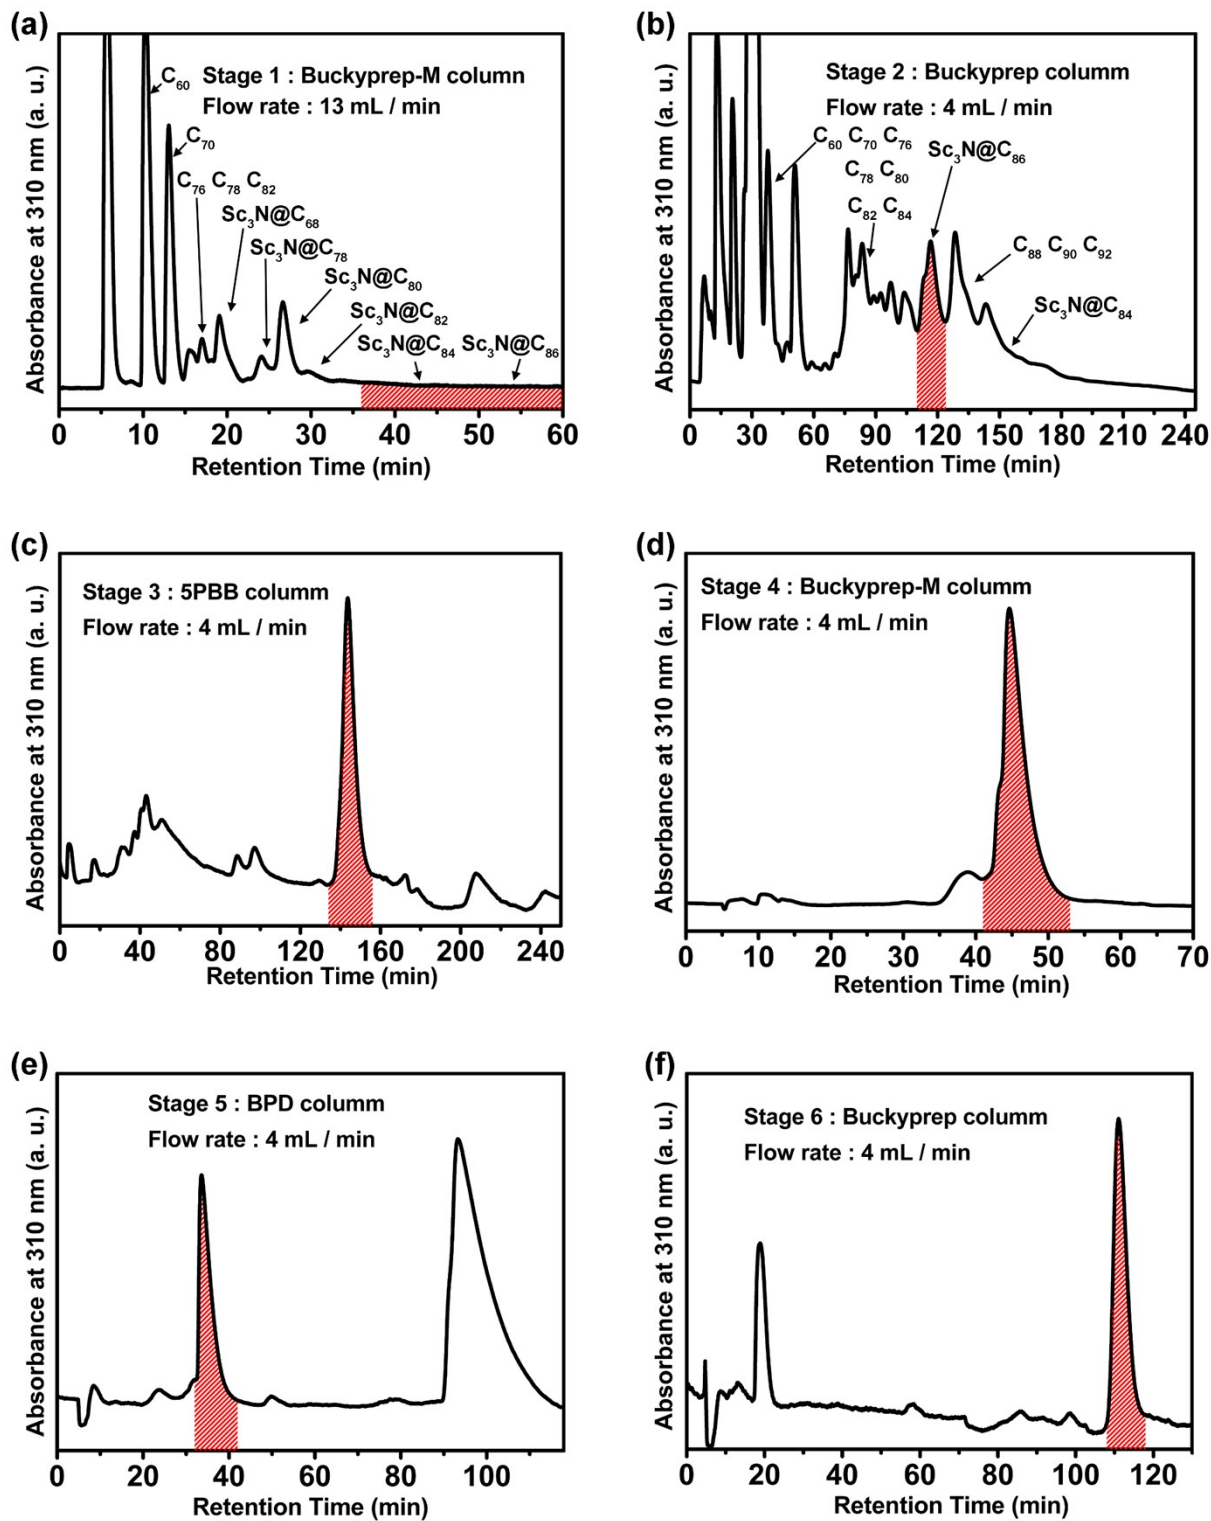 (a)
Stage 1 : Buckyprep-M column
Flow rate : 13 mL / min
C60
C70
C76 C78 C82
Sc3N@C68
Sc3N@C78
Sc3N@C80
Sc3N@C82
Sc3N@C84 Sc3N@C86
Absorbance at 310 nm (a. u.)
0 10 20 30 40 50 60
Retention Time (min)
(b)
Stage 2 : Buckyprep columm
Flow rate : 4 mL / min
C60 C70 C76
C78 C80
C82 C84
Sc3N@C86
C88 C90 C92
Sc3N@C84
Absorbance at 310 nm (a. u.)
0 30 60 90 120 150 180 210 240
Retention Time (min)
(c)
Stage 3 : 5PBB columm
Flow rate : 4 mL / min
Absorbance at 310 nm (a. u.)
0 40 80 120 160 200 240
Retention Time (min)
(d)
Stage 4 : Buckyprep-M columm
Flow rate : 4 mL / min
Absorbance at 310 nm (a. u.)
0 10 20 30 40 50 60 70
Retention Time (min)
(e)
Stage 5 : BPD columm
Flow rate : 4 mL / min
Absorbance at 310 nm (a. u.)
0 20 40 60 80 100
Retention Time (min)
(f)
Stage 6 : Buckyprep columm
Flow rate : 4 mL / min
Absorbance at 310 nm (a. u.)
0 20 40 60 80 100 120
Retention Time (min)